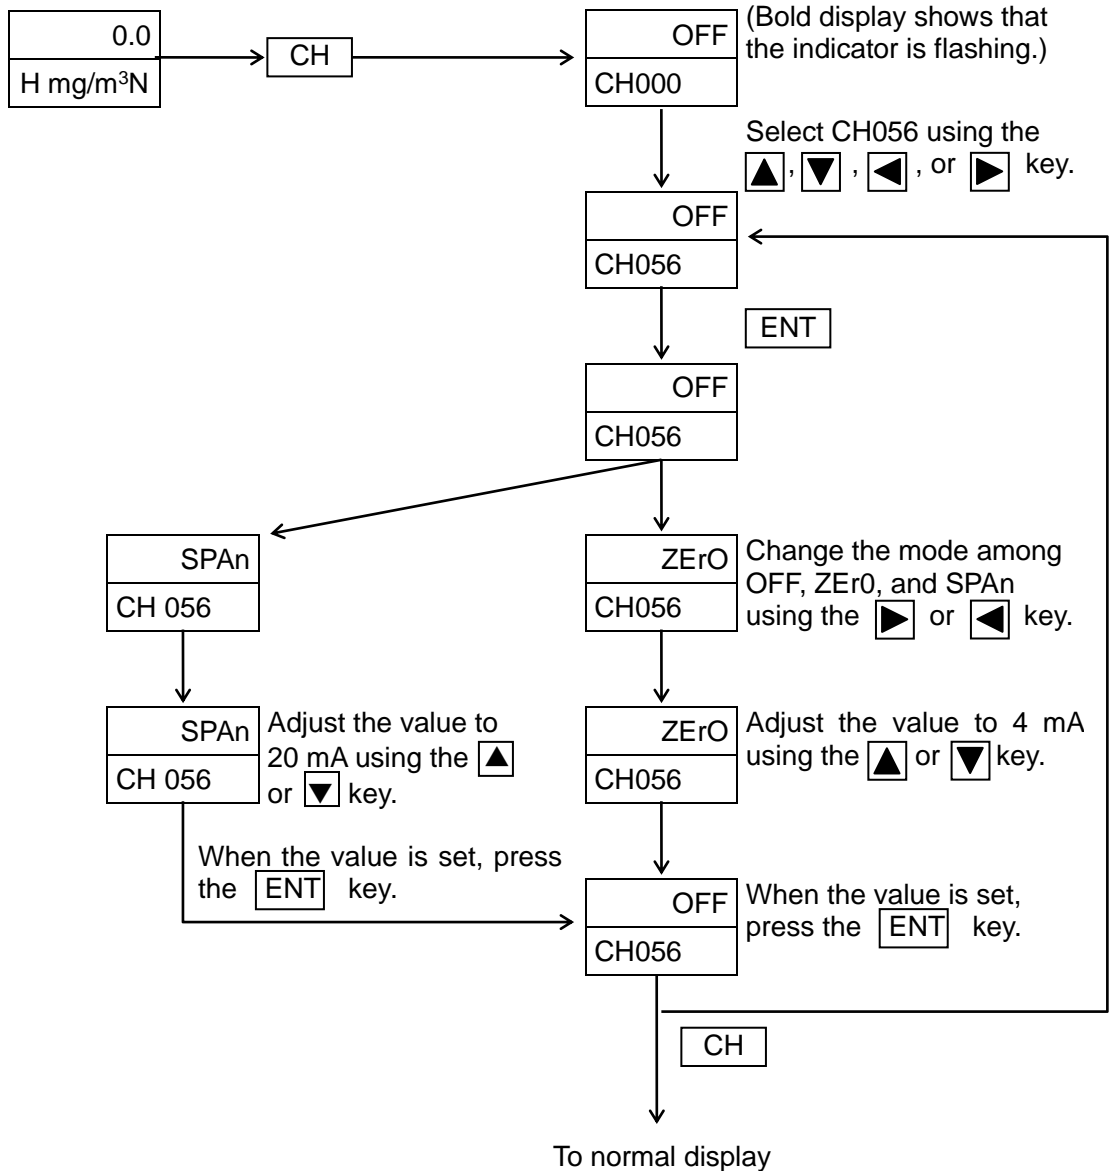 0.0
H mg/m³N
CH
OFF
CH000
(Bold display shows that
the indicator is flashing.)
Select CH056 using the
▲, ▼, ◀, or ▶ key.
OFF
CH056
ENT
OFF
CH056
SPAn
CH 056
ZErO
CH056
Change the mode among
OFF, ZEr0, and SPAn
using the ▶ or ◀ key.
SPAn
CH 056
Adjust the value to
20 mA using the ▲
or ▼ key.
ZErO
CH056
Adjust the value to 4 mA
using the ▲ or ▼ key.
When the value is set, press
the ENT key.
OFF
CH056
When the value is set,
press the ENT key.
CH
To normal display